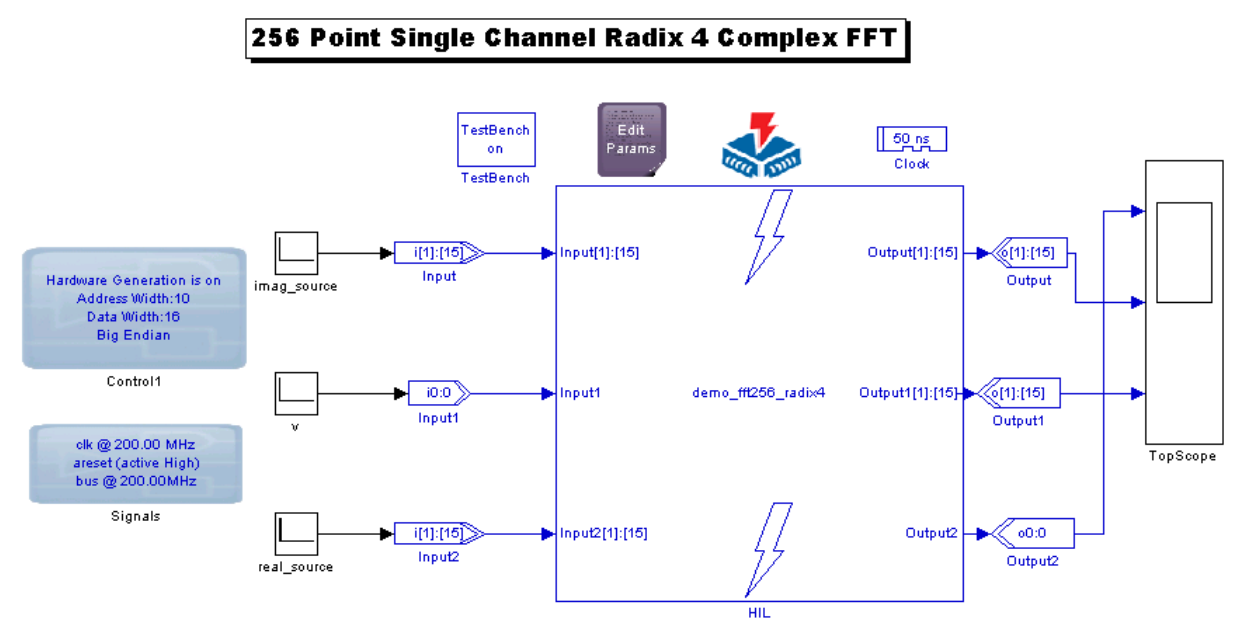 256 Point Single Channel Radix 4 Complex FFT
TestBench
on
TestBench
Edit
Params
50 ns
Clock
Hardware Generation is on
Address Width:10
Data Width:16
Big Endian
Control1
clk @ 200.00 MHz
areset (active High)
bus @ 200.00MHz
Signals
imag_source
i[1]:[15]
Input
Input[1]:[15]
Output[1]:[15]
o[1]:[15]
Output
v
i0:0
Input1
Input1
demo_fft256_radix4
Output1[1]:[15]
o[1]:[15]
Output1
TopScope
real_source
i[1]:[15]
Input2
Input2[1]:[15]
Output2
o0:0
Output2
HIL